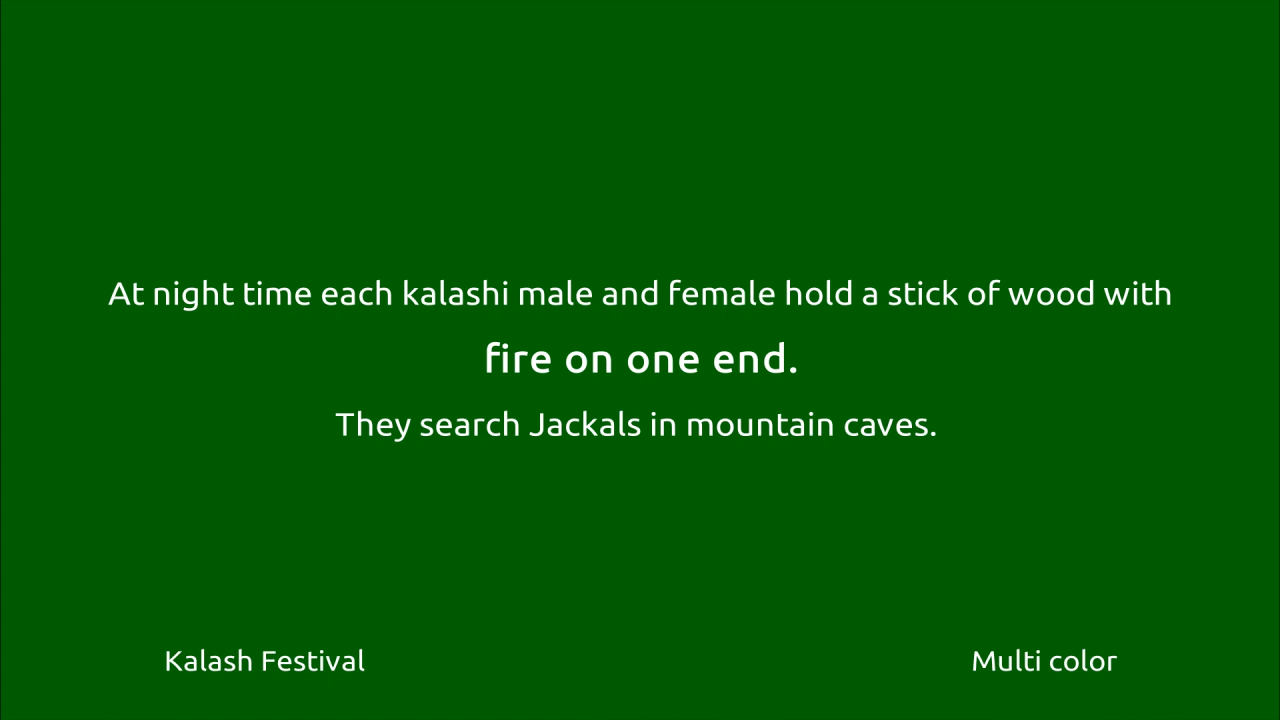 At night time each kalashi male and female hold a stick of wood with
fire on one end.
They search Jackals in mountain caves.
Kalash Festival
Multi color